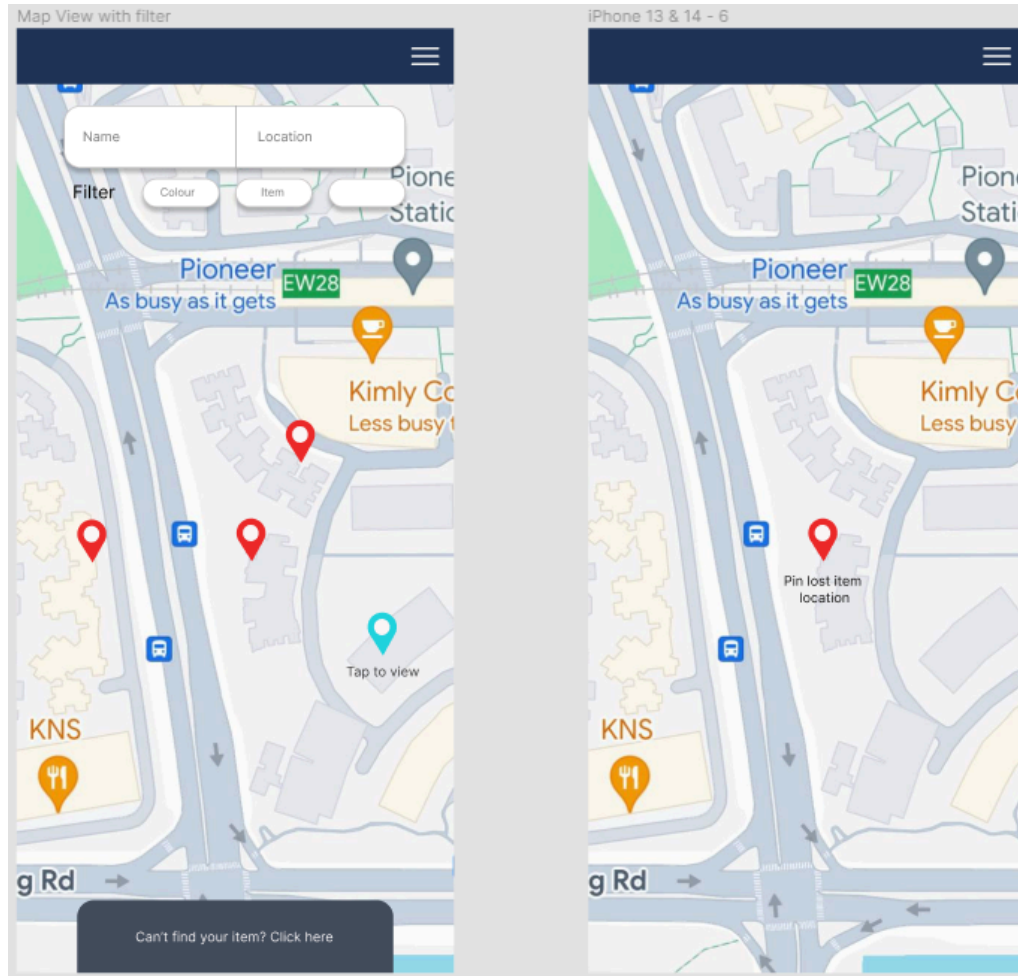 Map View with filter
Name
Location
Filter
Colour
Item
Pione
Static
Pioneer
EW28
As busy as it gets
Kimly Co
Less busy t
Tap to view
KNS
g Rd
Can't find your item? Click here
iPhone 13 & 14 - 6
Pion
Stati
Pioneer
EW28
As busy as it gets
Kimly C
Less busy
Pin lost item
location
KNS
g Rd